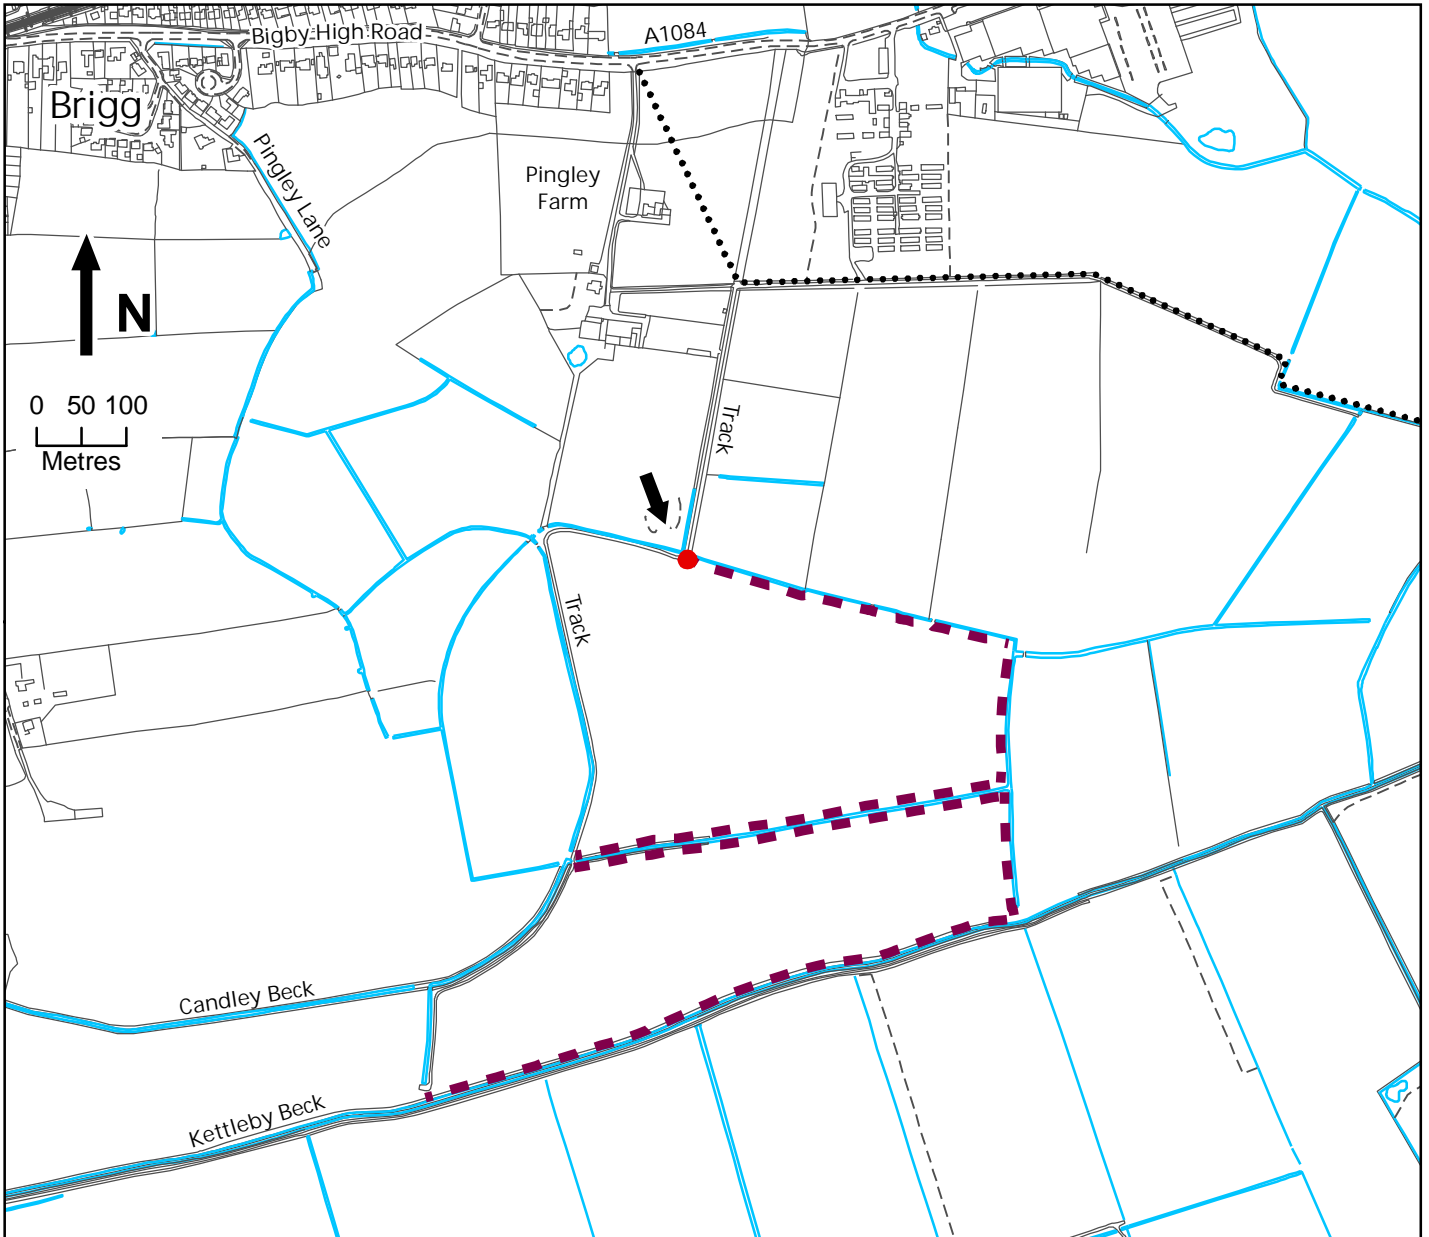 Bigby High Road
A1084
Brigg
Pingley Lane
Pingley
Farm
N
0 50 100
Metres
Track
Track
Candley Beck
Kettleby Beck